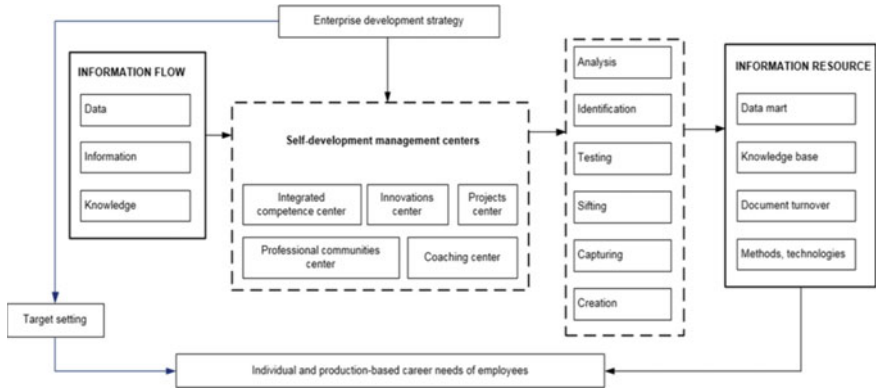 Enterprise development strategy
INFORMATION FLOW
Data
Information
Knowledge
Self-development management centers
Integrated
competence center
Innovations
center
Projects
center
Professional communities
center
Coaching center
Analysis
Identification
Testing
Sifting
Capturing
Creation
INFORMATION RESOURCE
Data mart
Knowledge base
Document turnover
Methods, technologies
Target setting
Individual and production-based career needs of employees